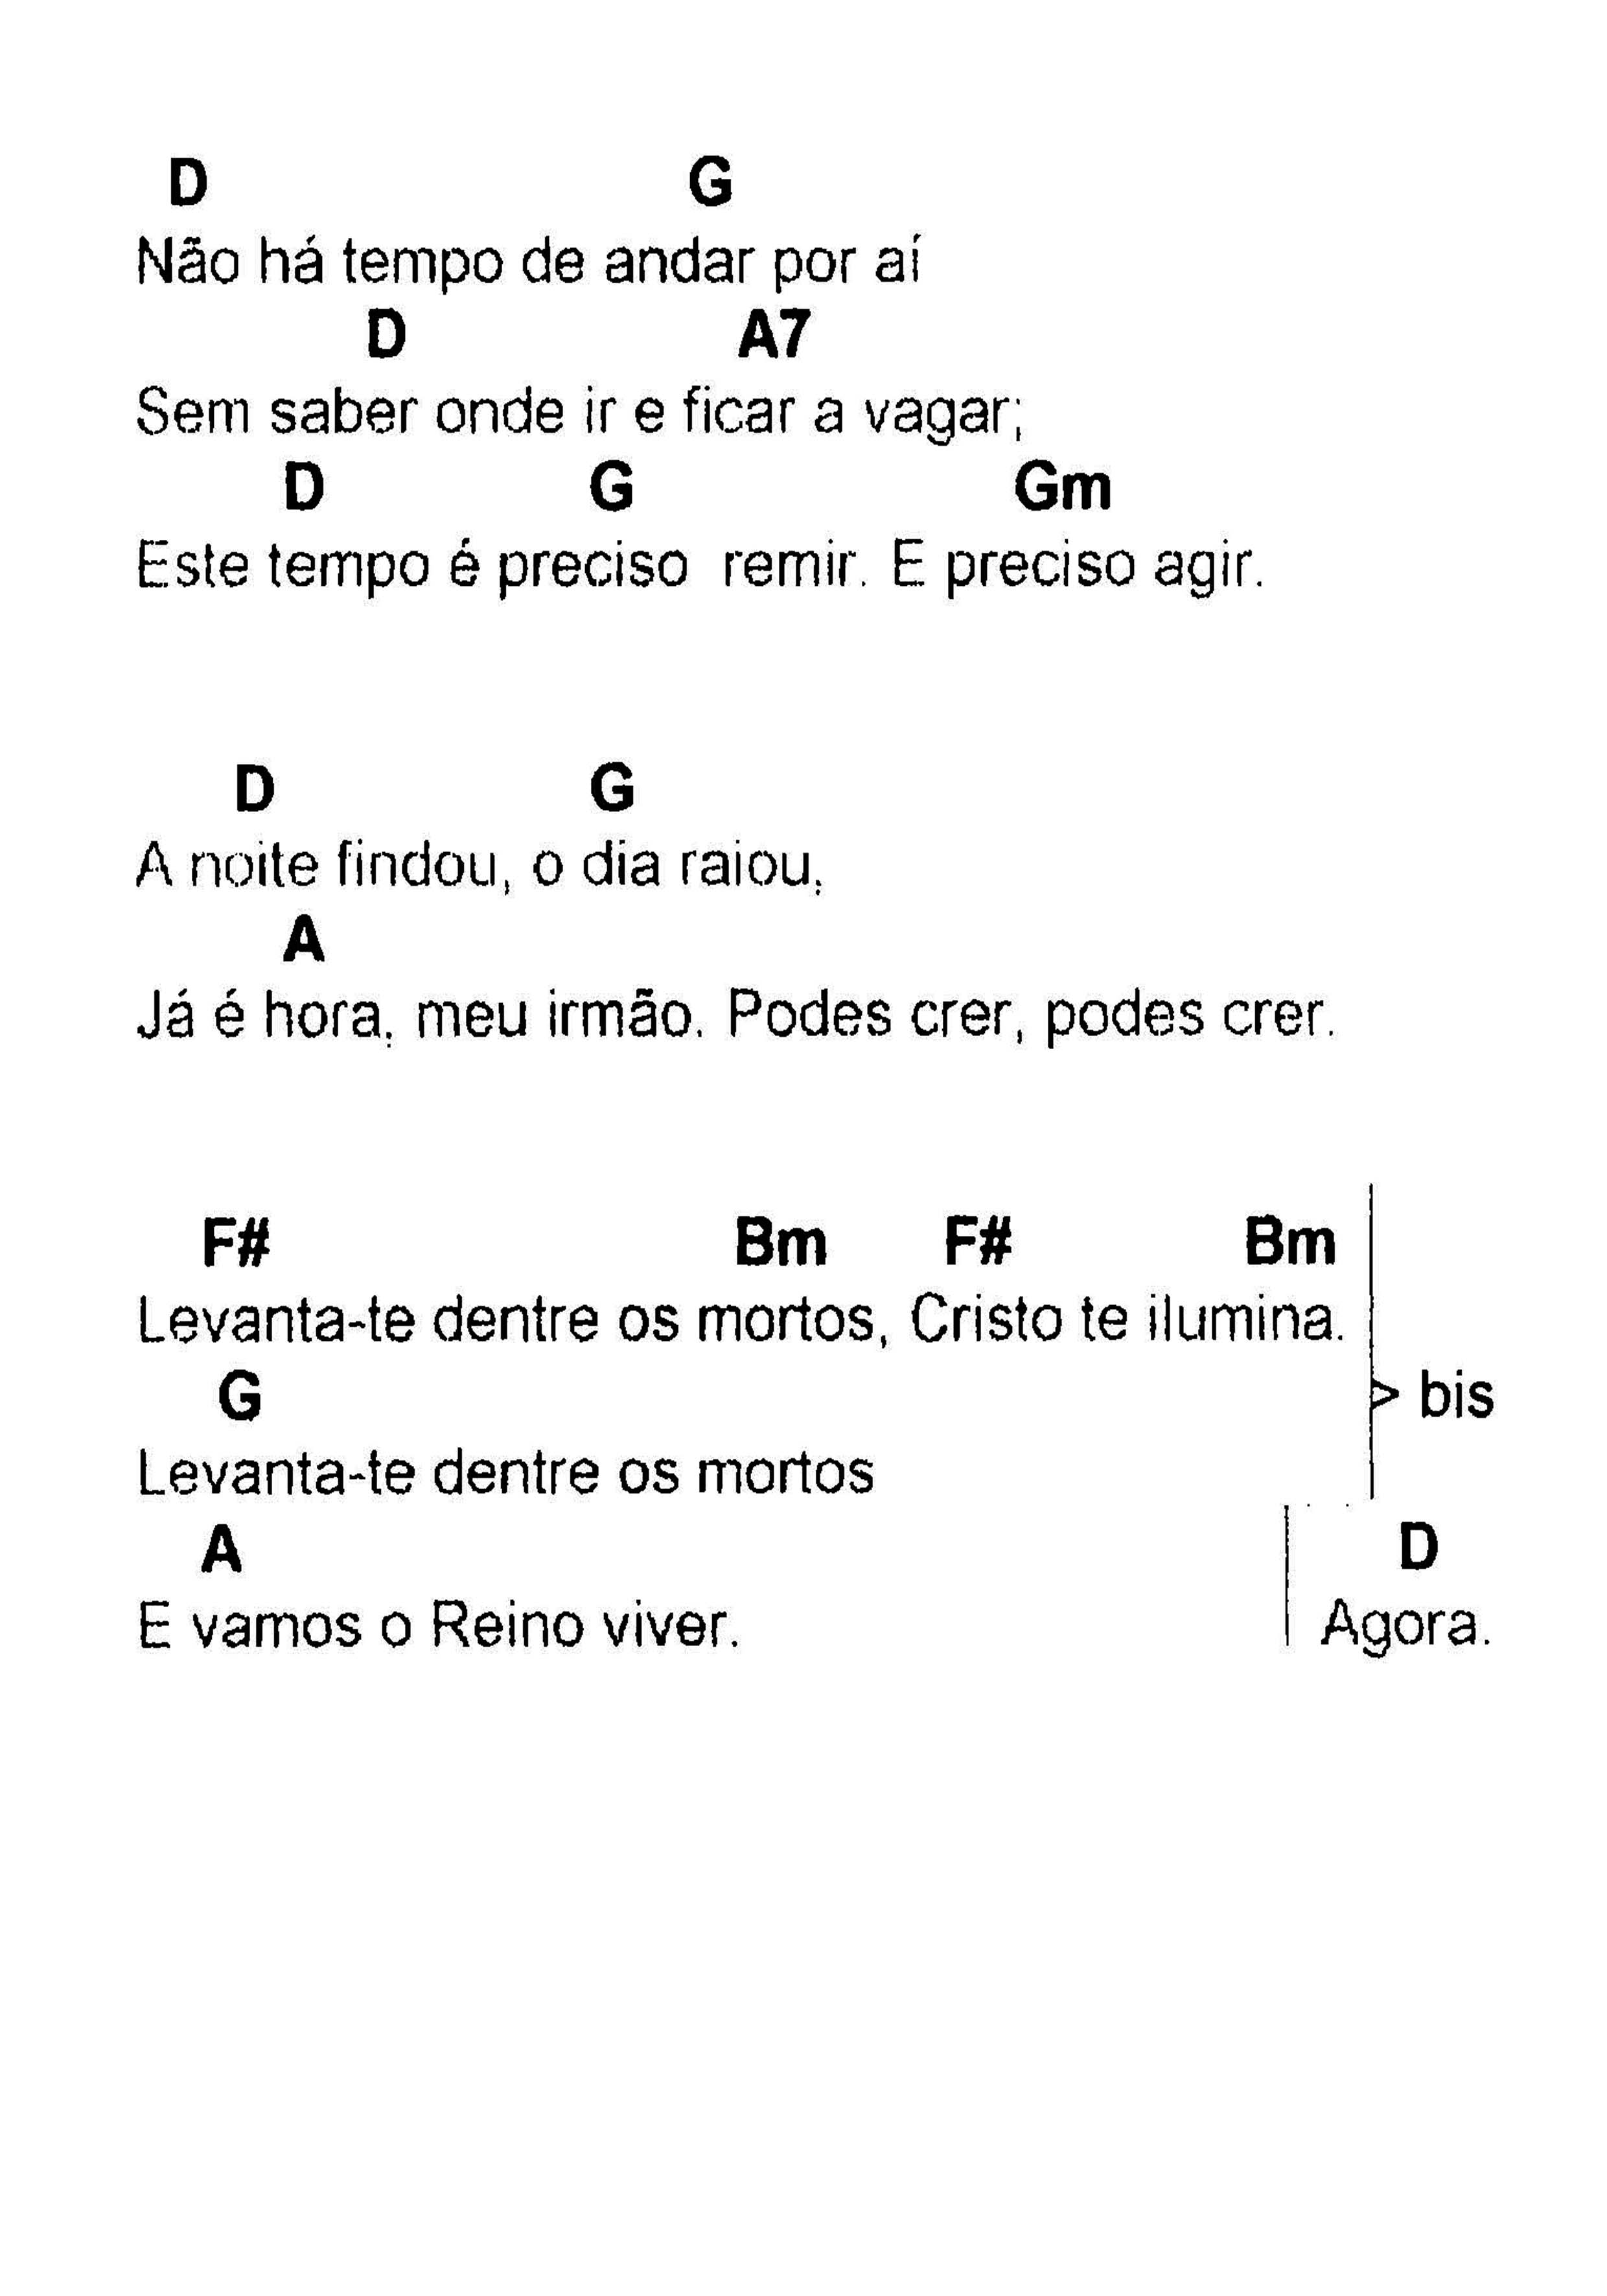 D G
Não há tempo de andar por aí
D A7
Sem saber onde ir e ficar a vagar;
D G Gm
Este tempo é preciso remir. E preciso agir.
D G
A noite findou, o dia raiou,
A
Já é hora, meu irmão. Podes crer, podes crer.
F# Bm F# Bm
Levanta-te dentre os mortos, Cristo te ilumina.
G > bis
Levanta-te dentre os mortos
A D
E vamos o Reino viver. Agora.